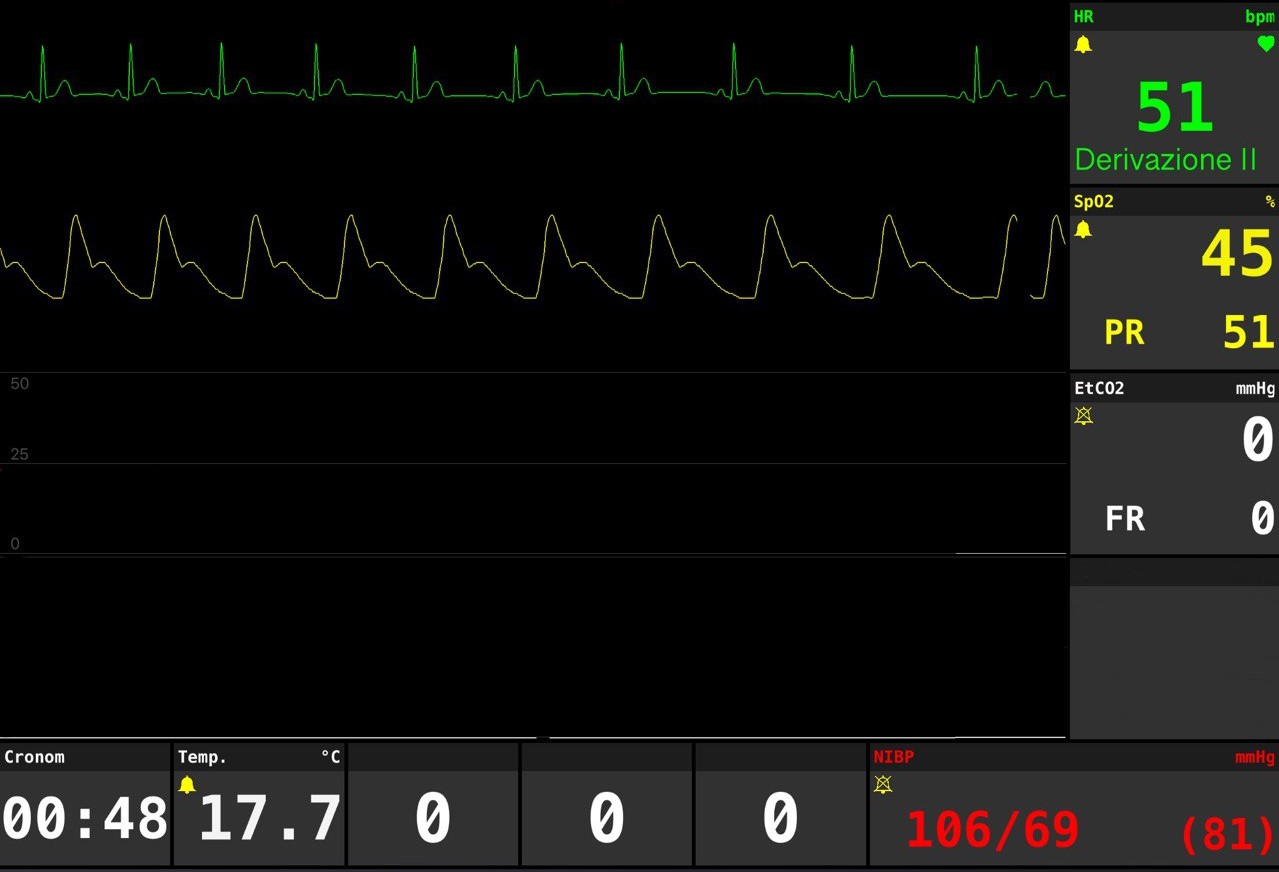 HR bpm
51
Derivazione II
SpO2 %
45
PR 51
50
25
0
EtCO2 mmHg
0
FR 0
Cronom
00:48
Temp. °C
17.7
0
0
0
NIBP mmHg
106/69 (81)